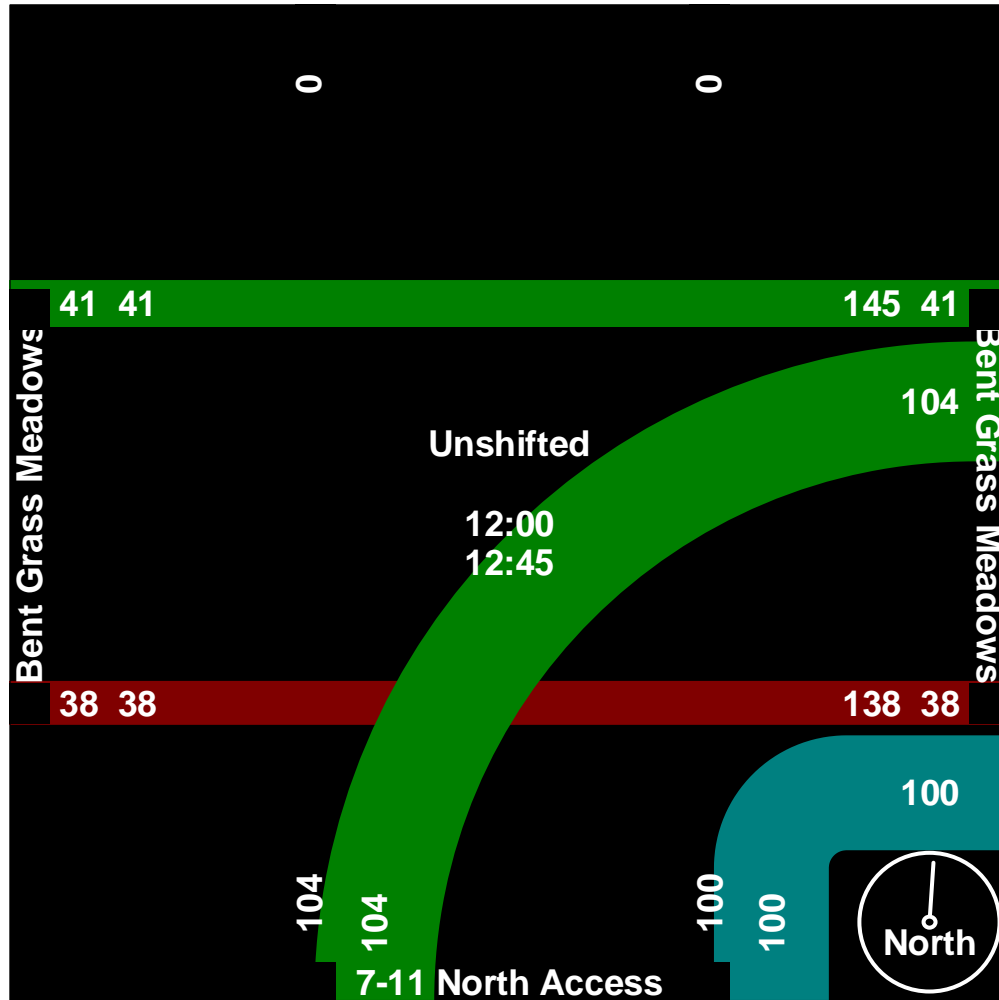 0 0
41 41 145 41
Bent Grass Meadows
Bent Grass Meadows
104
Unshifted
12:00
12:45
38 38 138 38
100
104 104 100 100
North
7-11 North Access